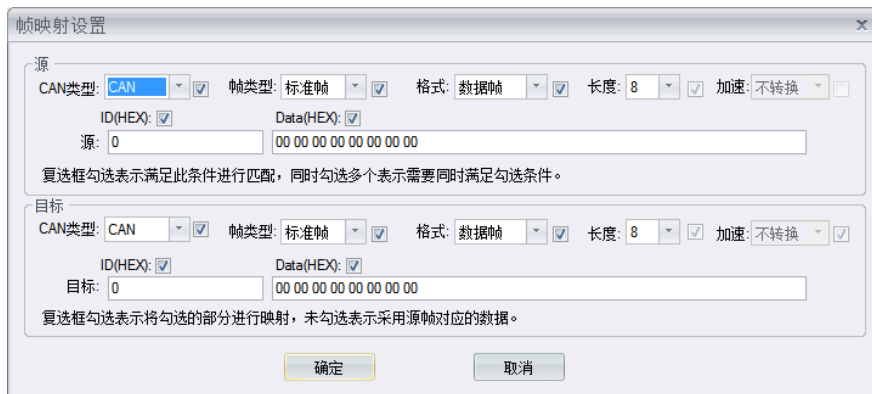 帧映射设置 x
源
CAN类型: CAN 帧类型: 标准帧 格式: 数据帧 长度: 8 加速: 不转换
ID(HEX): Data(HEX):
源: 0 00 00 00 00 00 00 00 00
复选框勾选表示满足此条件进行匹配，同时勾选多个表示需要同时满足勾选条件。
目标
CAN类型: CAN 帧类型: 标准帧 格式: 数据帧 长度: 8 加速: 不转换
ID(HEX): Data(HEX):
目标: 0 00 00 00 00 00 00 00 00
复选框勾选表示将勾选的部分进行映射，未勾选表示采用源帧对应的数据。
确定 取消